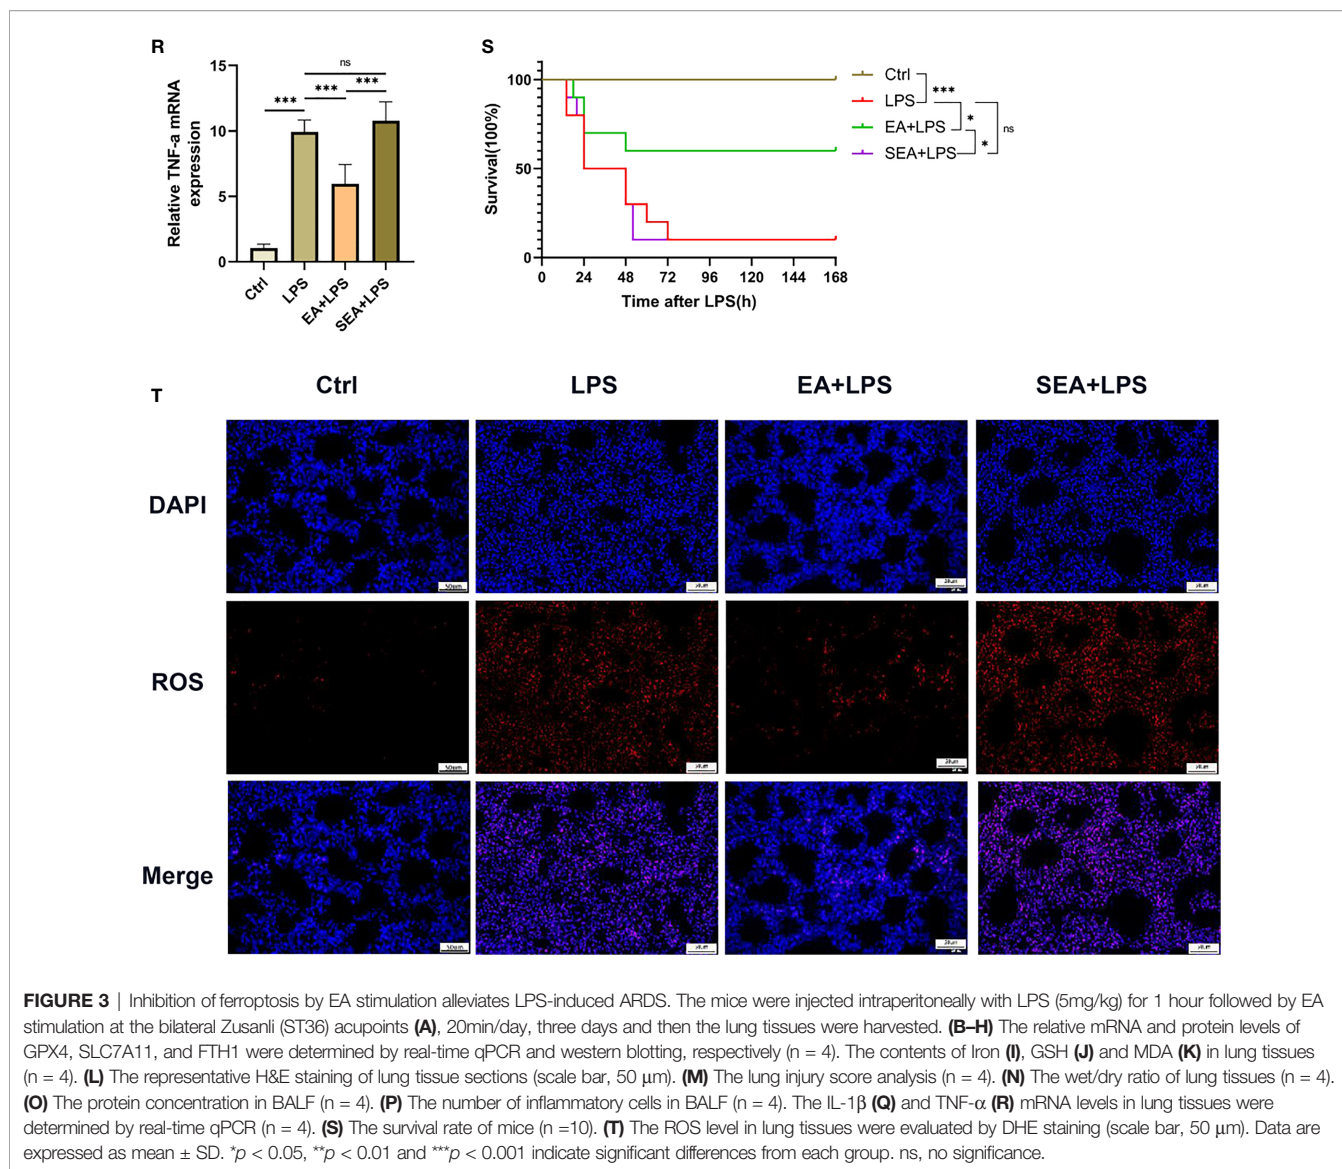 R
Relative TNF-a mRNA
expression
15
10
5
0
***
***
***
ns
Ctrl
LPS
EA+LPS
SEA+LPS
S
Survival(100%)
100
50
0
0 24 48 72 96 120 144 168
Time after LPS(h)
Ctrl
LPS
EA+LPS
SEA+LPS
***
*
*
ns
T
Ctrl LPS EA+LPS SEA+LPS
DAPI
50μm
ROS
50μm
Merge
50μm
FIGURE 3 | Inhibition of ferroptosis by EA stimulation alleviates LPS-induced ARDS. The mice were injected intraperitoneally with LPS (5mg/kg) for 1 hour followed by EA
stimulation at the bilateral Zusanli (ST36) acupoints (A), 20min/day, three days and then the lung tissues were harvested. (B–H) The relative mRNA and protein levels of
GPX4, SLC7A11, and FTH1 were determined by real-time qPCR and western blotting, respectively (n = 4). The contents of Iron (I), GSH (J) and MDA (K) in lung tissues
(n = 4). (L) The representative H&E staining of lung tissue sections (scale bar, 50 μm). (M) The lung injury score analysis (n = 4). (N) The wet/dry ratio of lung tissues (n = 4).
(O) The protein concentration in BALF (n = 4). (P) The number of inflammatory cells in BALF (n = 4). The IL-1β (Q) and TNF-α (R) mRNA levels in lung tissues were
determined by real-time qPCR (n = 4). (S) The survival rate of mice (n =10). (T) The ROS level in lung tissues were evaluated by DHE staining (scale bar, 50 μm). Data are
expressed as mean ± SD. *p < 0.05, **p < 0.01 and ***p < 0.001 indicate significant differences from each group. ns, no significance.